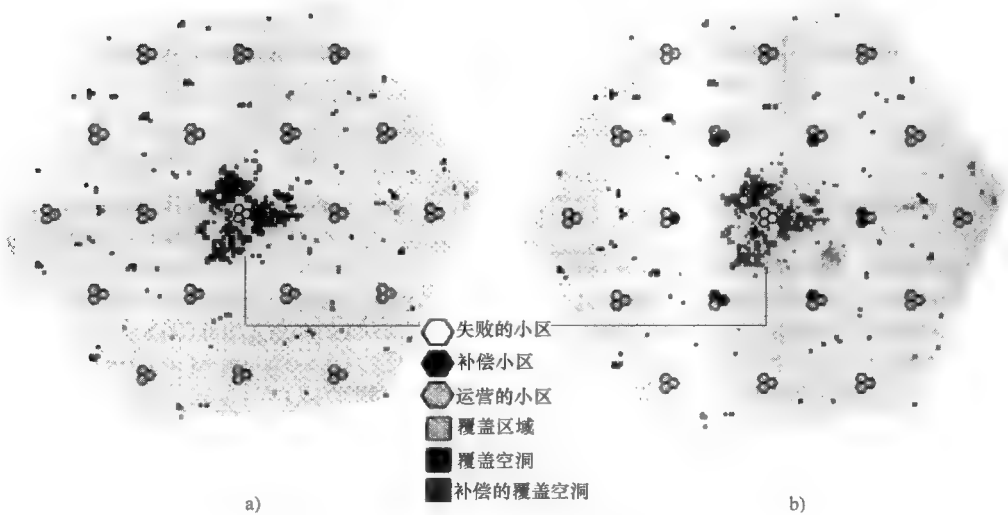 失败的小区
补偿小区
运营的小区
覆盖区域
覆盖空洞
补偿的覆盖空洞
a)
b)